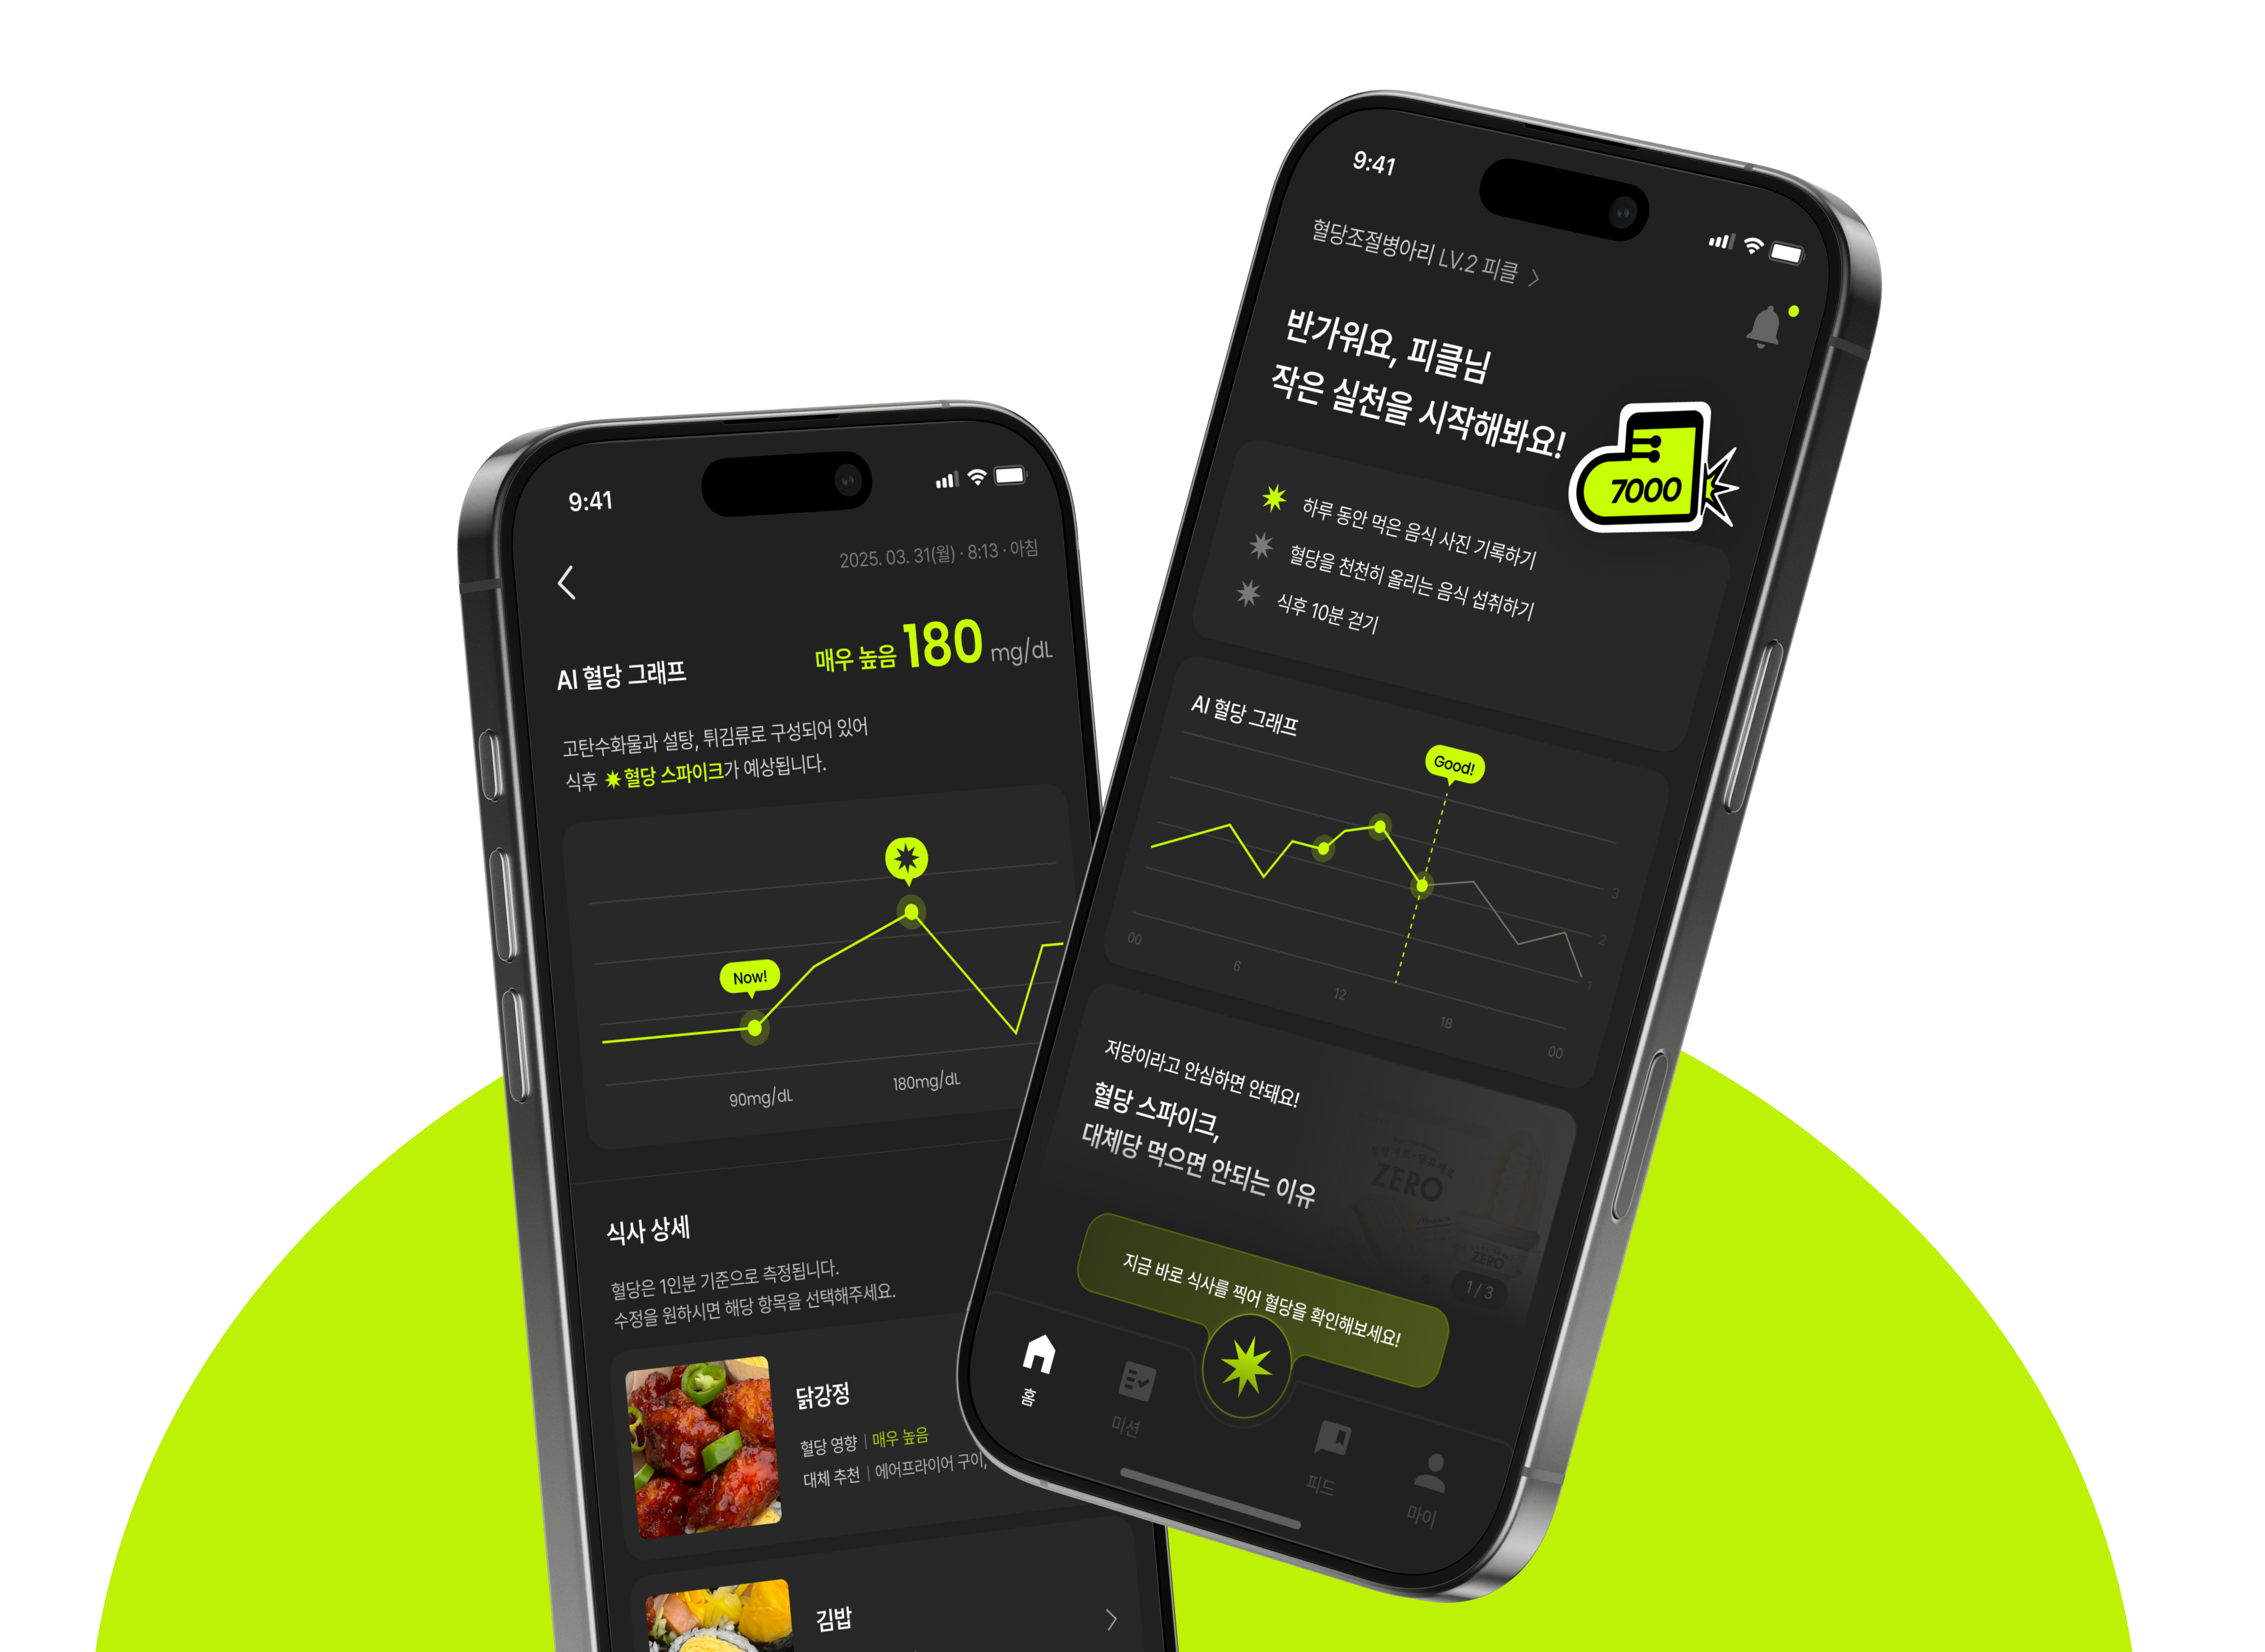 9:41
2025. 03. 31(월) · 8:13 · 아침
AI 혈당 그래프
매우 높음 180 mg/dL
고탄수화물과 설탕, 튀김류로 구성되어 있어
식후 혈당 스파이크가 예상됩니다.
Now!
90mg/dL
180mg/dL
식사 상세
혈당은 1인분 기준으로 측정됩니다.
수정을 원하시면 해당 항목을 선택해주세요.
닭강정
혈당 영향 | 매우 높음
대체 추천 | 에어프라이어 구이,
김밥
9:41
혈당조절병아리 LV.2 피클
반가워요, 피클님
작은 실천을 시작해봐요!
7000
하루 동안 먹은 음식 사진 기록하기
혈당을 천천히 올리는 음식 섭취하기
식후 10분 걷기
AI 혈당 그래프
Good!
3
2
1
00
6
12
18
00
저당이라고 안심하면 안돼요!
혈당 스파이크,
대체당 먹으면 안되는 이유
ZERO
ZERO
1 / 3
지금 바로 식사를 찍어 혈당을 확인해보세요!
홈
미션
피드
마이